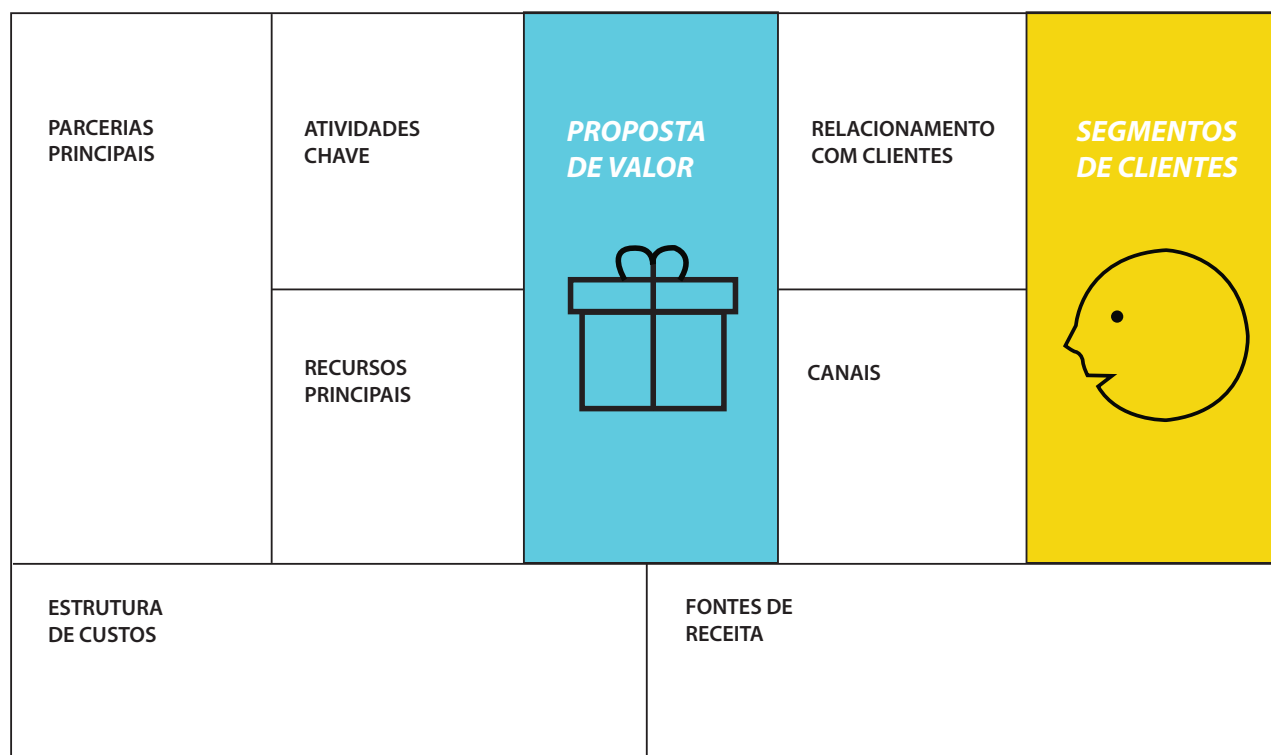 PARCERIAS
PRINCIPAIS
ATIVIDADES
CHAVE
RECURSOS
PRINCIPAIS
PROPOSTA
DE VALOR
RELACIONAMENTO
COM CLIENTES
CANAIS
SEGMENTOS
DE CLIENTES
ESTRUTURA
DE CUSTOS
FONTES DE
RECEITA